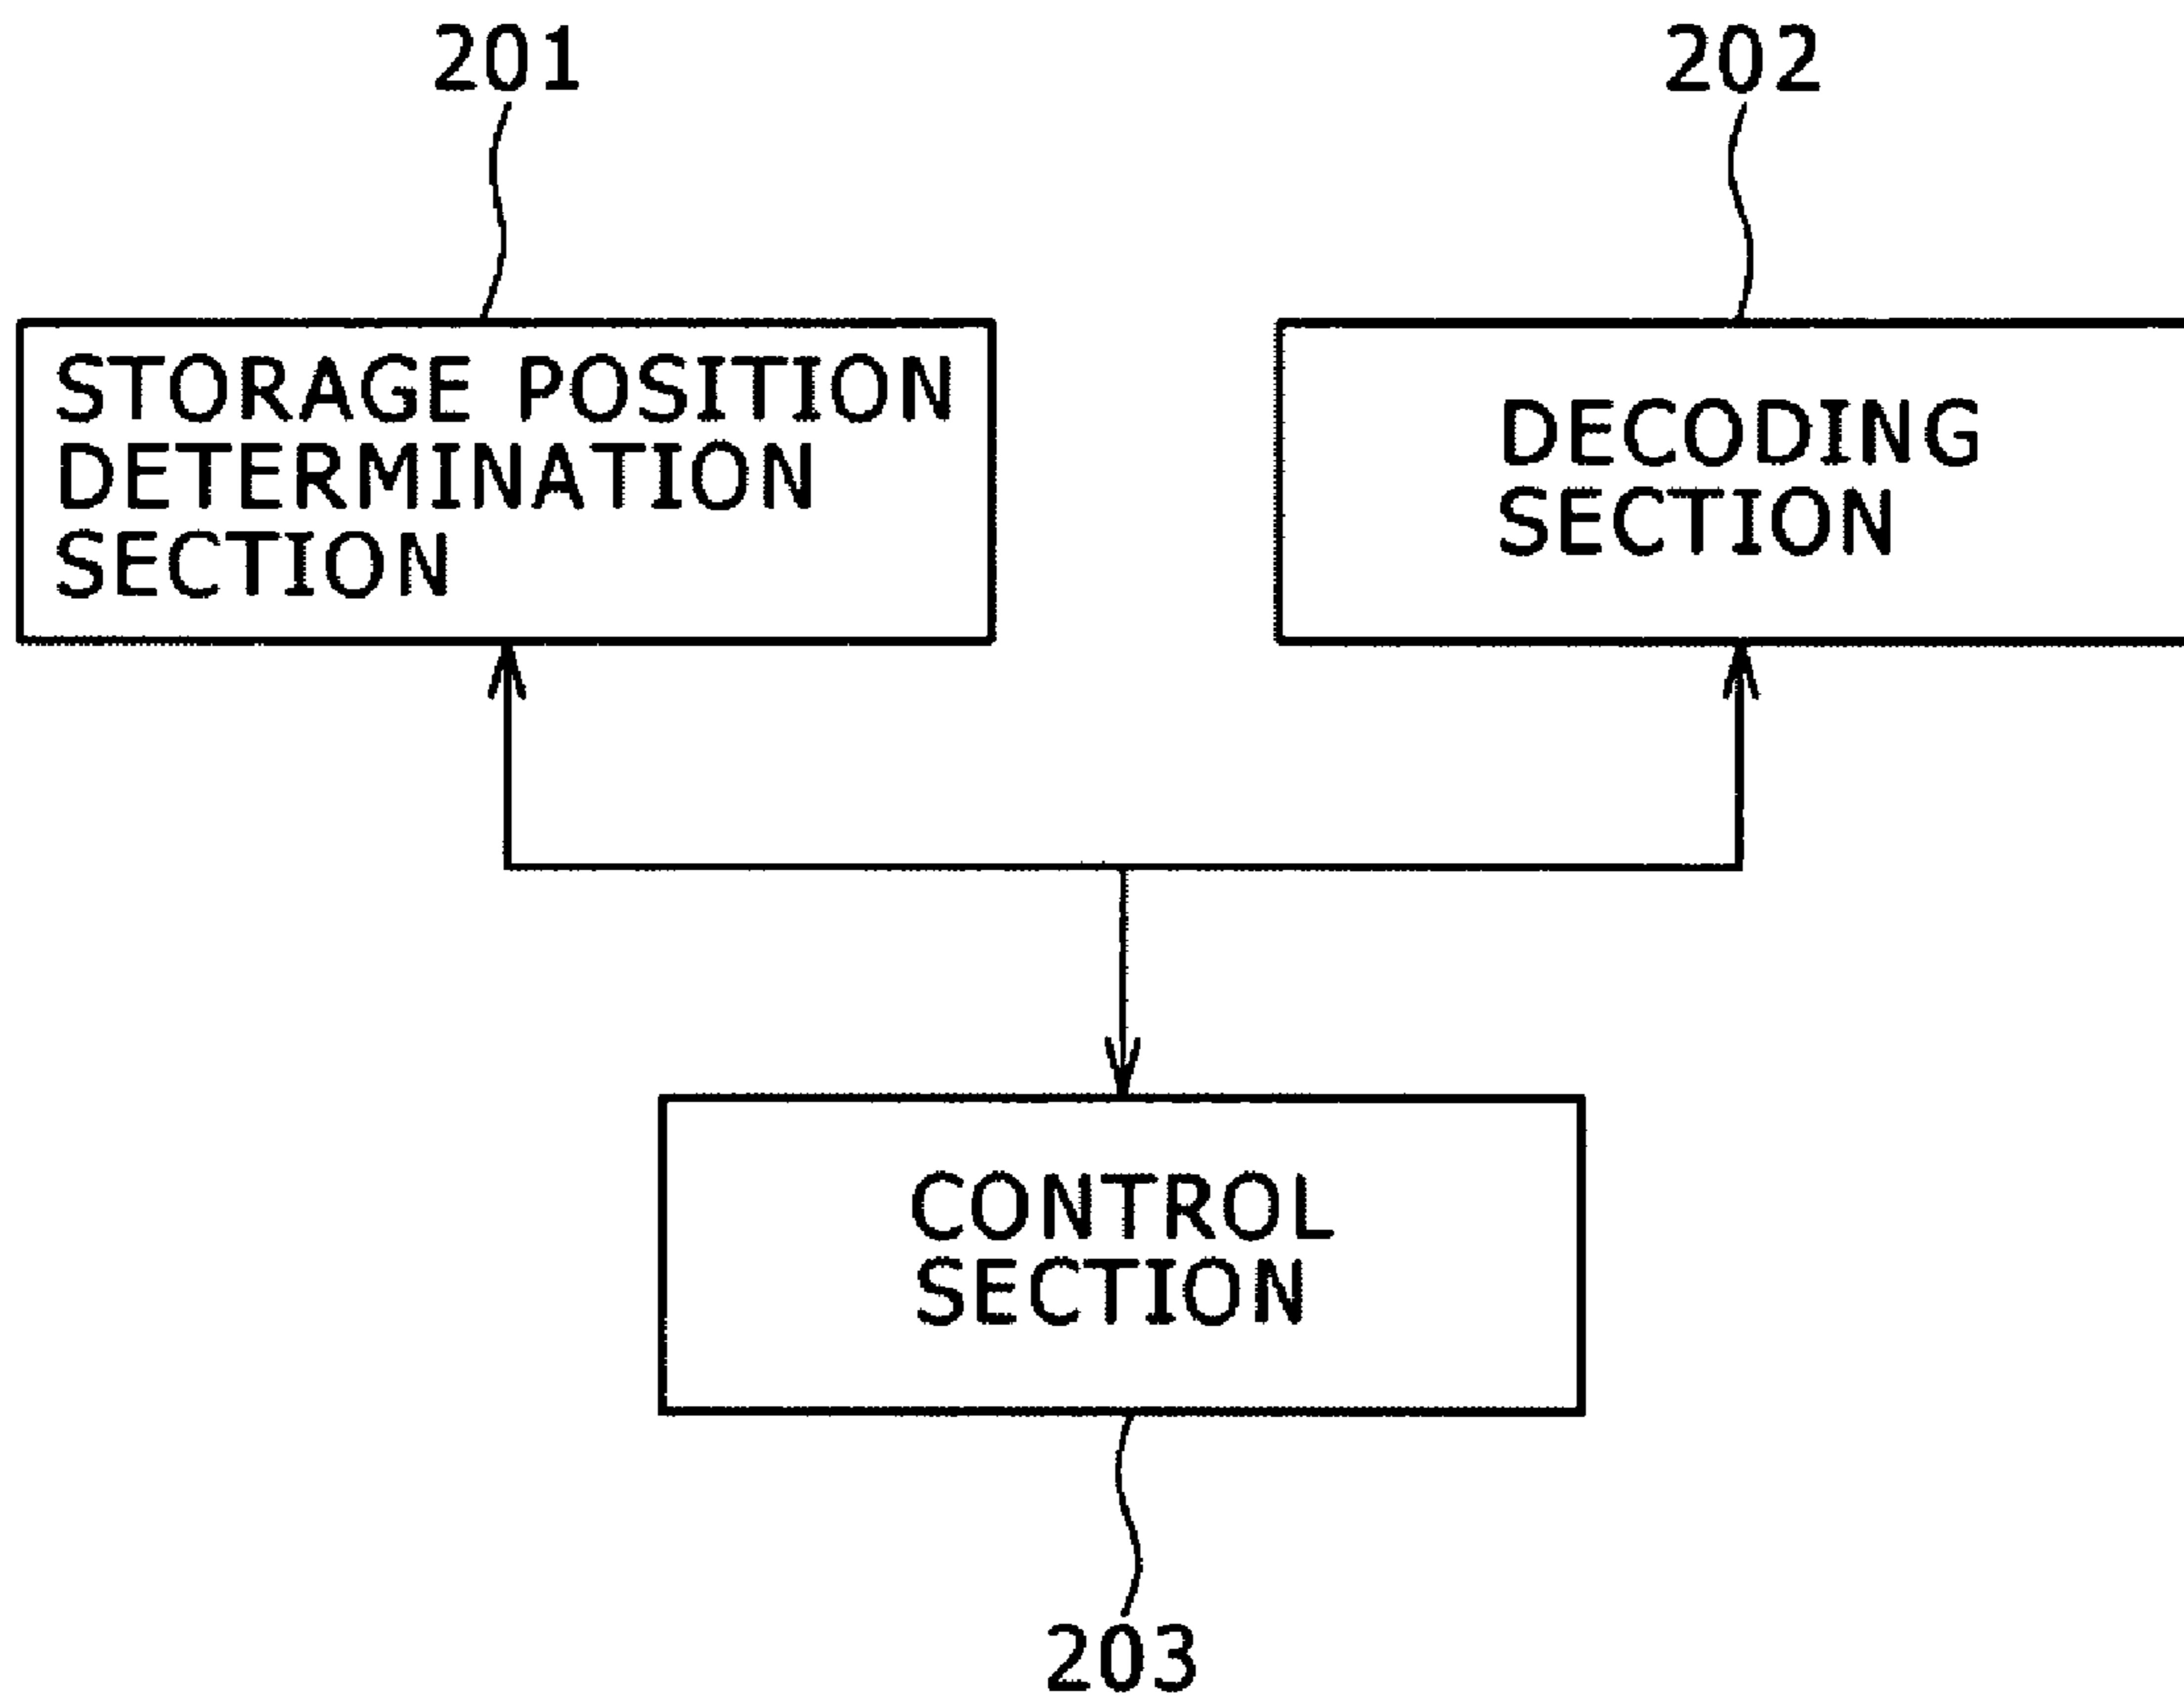 201
202
STORAGE POSITION
DETERMINATION
SECTION
DECODING
SECTION
CONTROL
SECTION
203